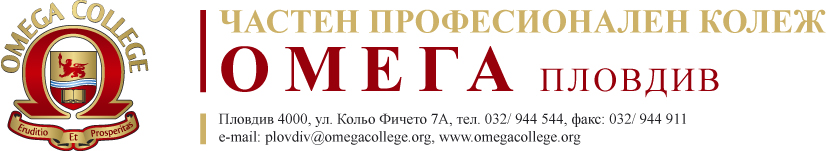 OMEGA COLLEGE
Eruditio Et Prosperitas
ЧАСТЕН ПРОФЕСИОНАЛЕН КОЛЕЖ
ОМЕГА ПЛОВДИВ
Пловдив 4000, ул. Кольо Фичето 7А, тел. 032/ 944 544, факс: 032/ 944 911
e-mail: plovdiv@omegacollege.org, www.omegacollege.org